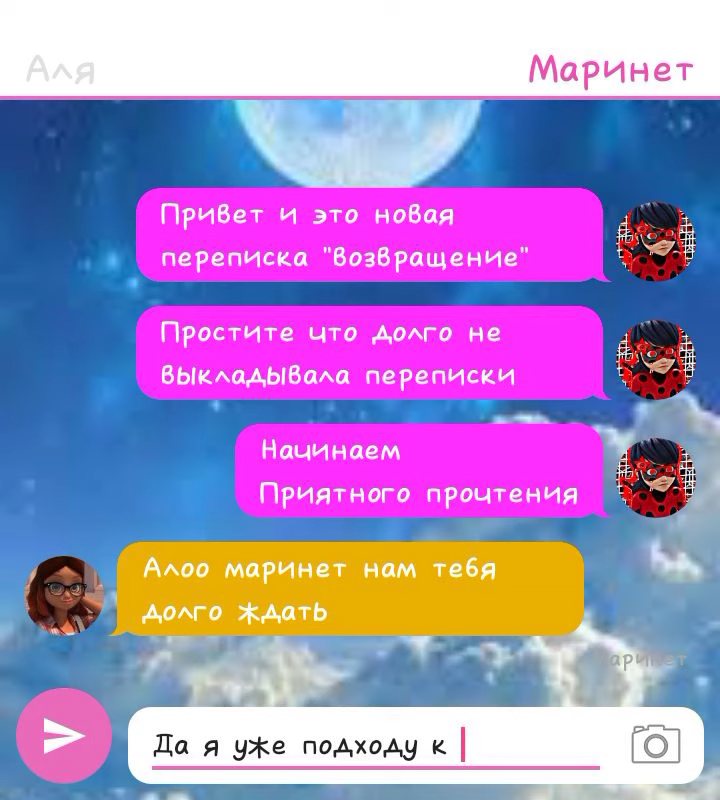 Аля
Маринет
Привет и это новая
переписка "возвращение"
Простите что долго не
выкладывала переписки
Начинаем
Приятного прочтения
Алоо маринет нам тебя
долго ждать
маринет
Да я уже подходу к